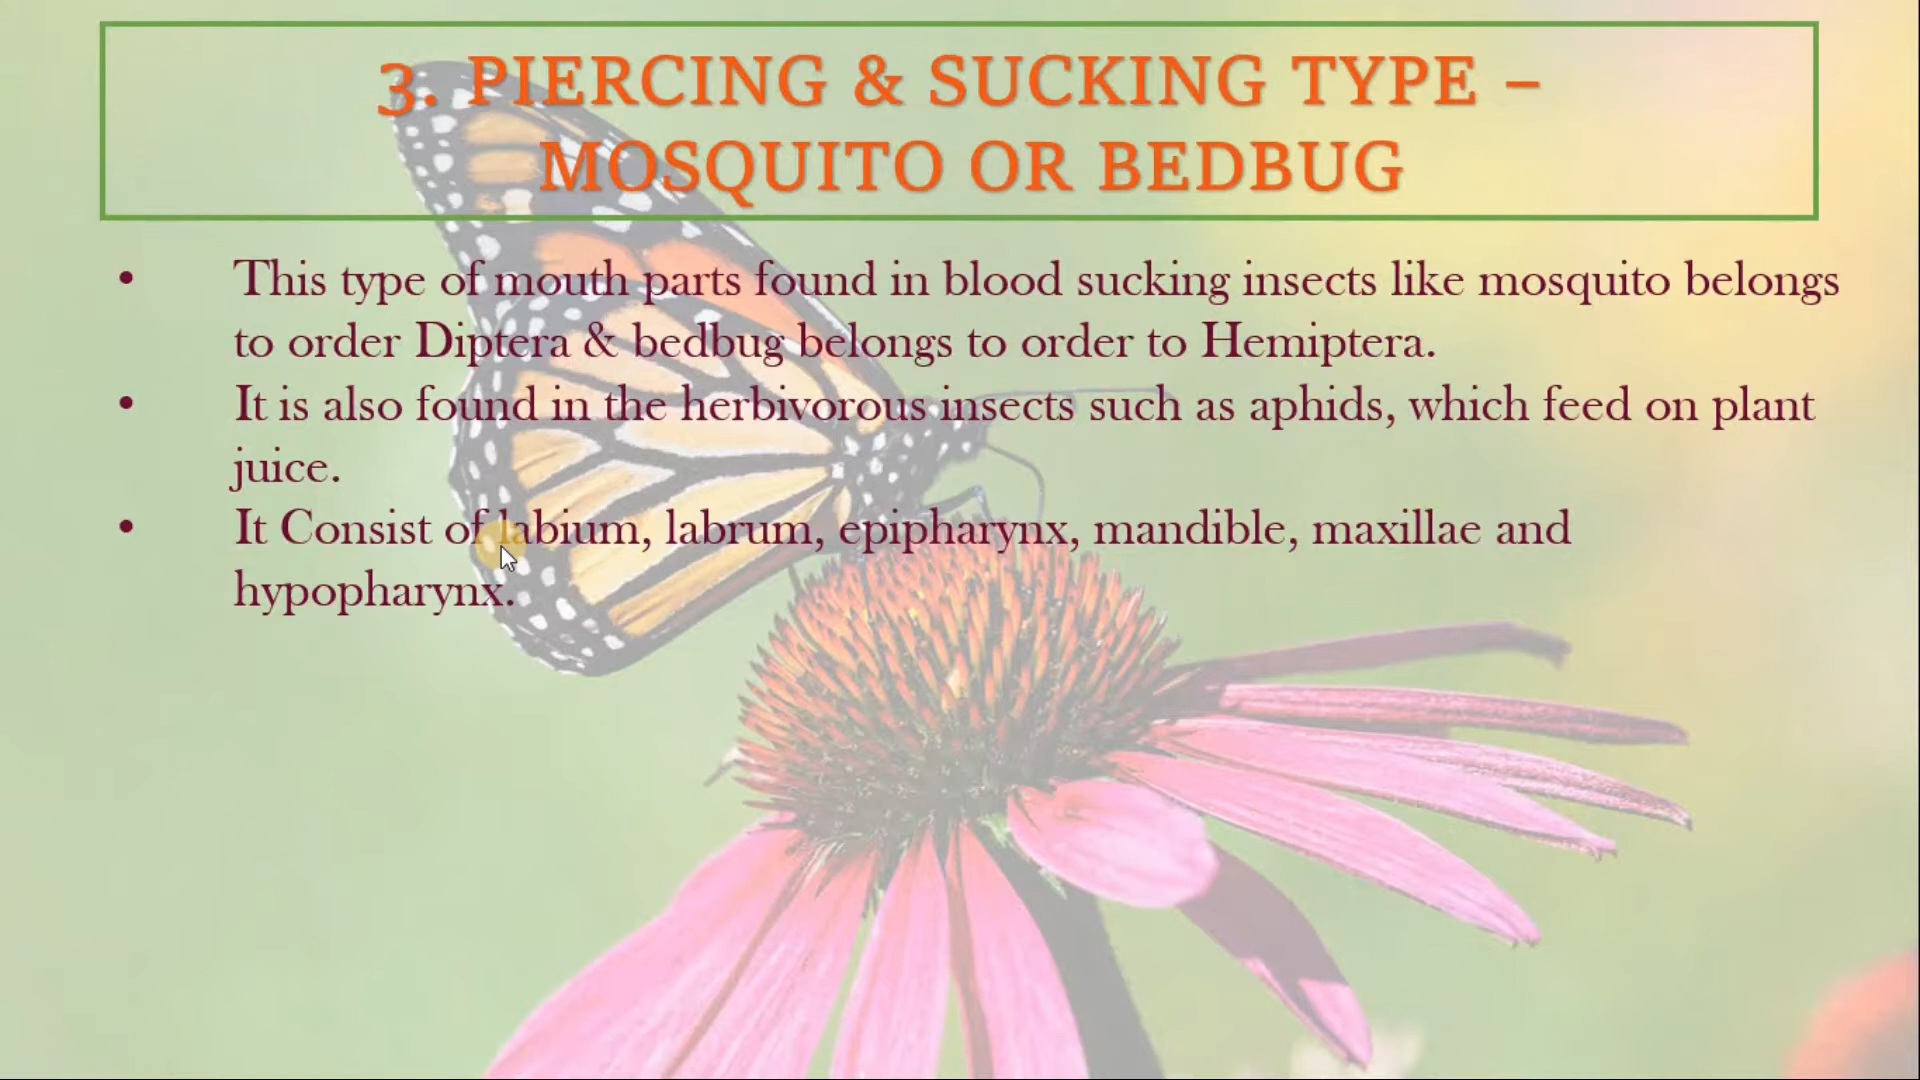 3. PIERCING & SUCKING TYPE –
MOSQUITO OR BEDBUG
• This type of mouth parts found in blood sucking insects like mosquito belongs
to order Diptera & bedbug belongs to order to Hemiptera.
• It is also found in the herbivorous insects such as aphids, which feed on plant
juice.
• It Consist of labium, labrum, epipharynx, mandible, maxillae and
hypopharynx.